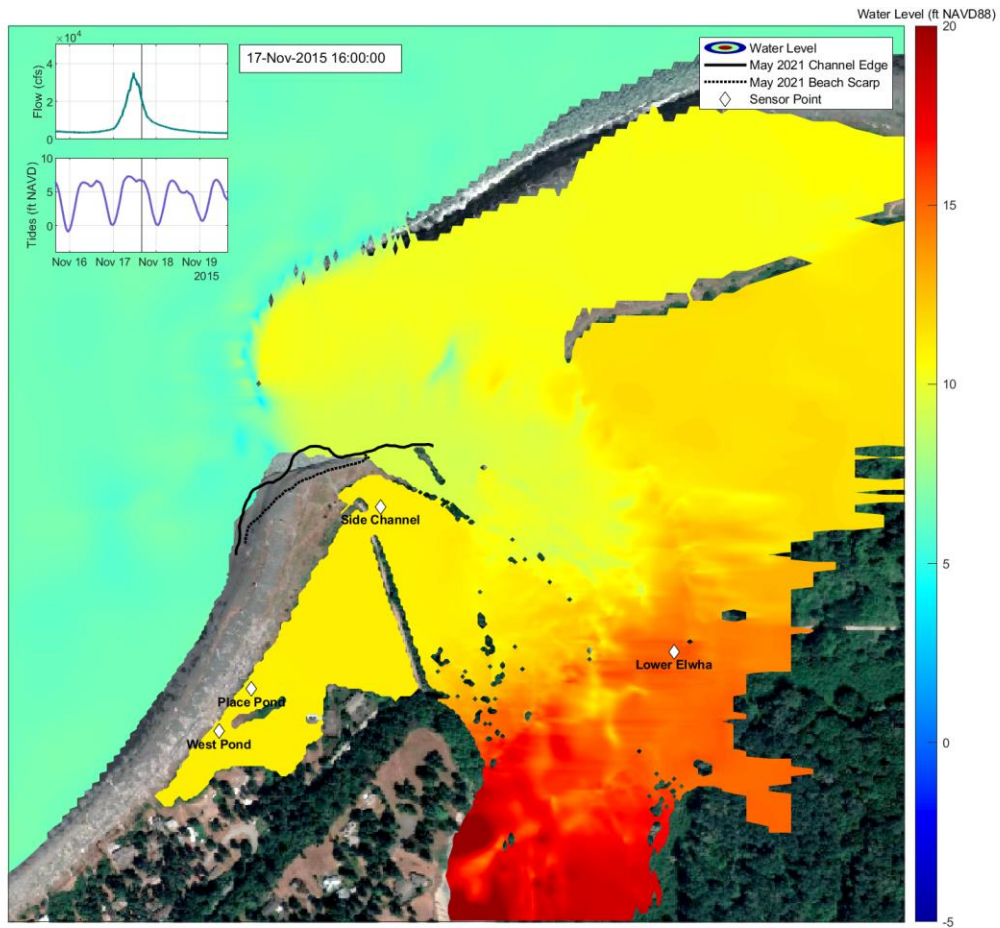 Water Level (ft NAVD88)
17-Nov-2015 16:00:00
×10⁴
Flow (cfs)
4
2
0
Tides (ft NAVD)
10
5
0
Nov 16 Nov 17 Nov 18 Nov 19
2015
Water Level
May 2021 Channel Edge
May 2021 Beach Scarp
Sensor Point
20
15
10
5
0
-5
Side Channel
Lower Elwha
Place Pond
West Pond